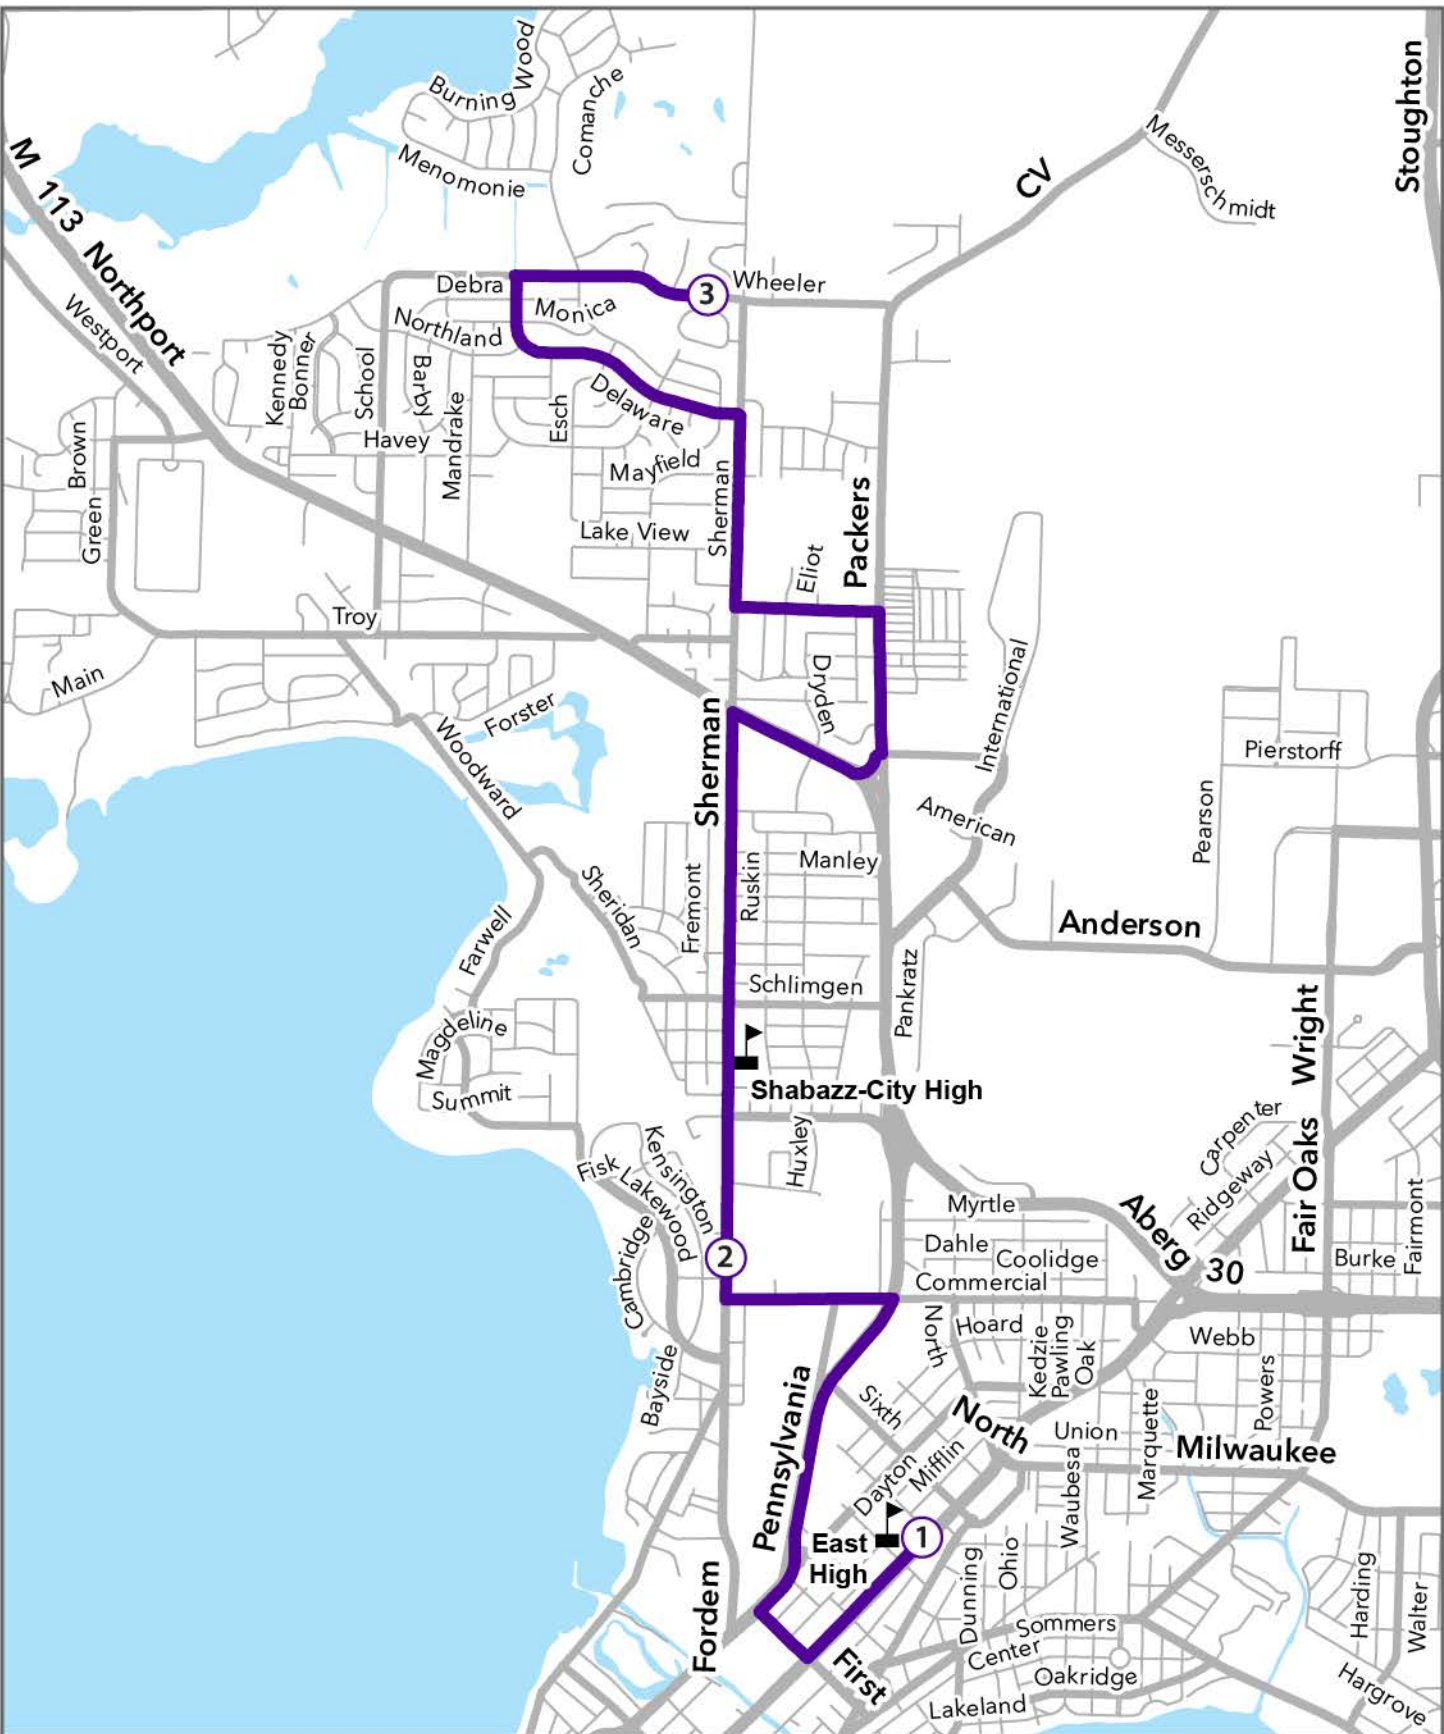 Burning Wood
Comanche
Menomonie
CV
Messerschmidt
Stoughton
M 113 Northport
Westport
Debra
Monica
3
Wheeler
Northland
Kennedy
Bonner
School
Barby
Mandrake
Havey
Esch
Delaware
Mayfield
Sherman
Lake View
Brown
Green
Eliot
Packers
Troy
Main
Forster
Woodward
Dryden
International
Sherman
Pierstorff
Pearson
American
Manley
Ruskin
Fremont
Sheridan
Farwell
Anderson
Schlimgen
Pankratz
Magdeline
Summit
Shabazz-City High
Wright
Fair Oaks
Carpenter
Ridgeway
Huxley
Kensington
Fisk
Lakewood
Cambridge
2
Myrtle
Aberg
30
Dahle
Coolidge
Commercial
Burke
Fairmont
North
Hoard
Kedzie
Pawling
Oak
Webb
Powers
Bayside
Pennsylvania
Sixth
North
Union
Marquette
Milwaukee
Waubesa
Dayton
Mifflin
East
High
1
Fordem
Dunning
Ohio
Sommers
Center
Oakridge
Lakeland
First
Harding
Walter
Hargrove